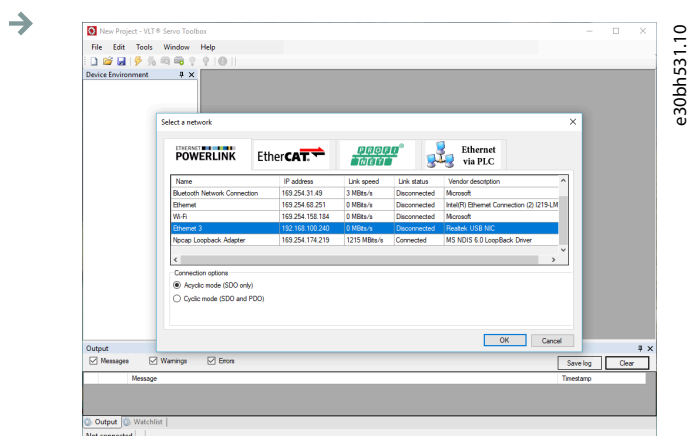 New Project - VLT® Servo Toolbox
File Edit Tools Window Help
Device Environment
Select a network
ETHERNET
POWERLINK
EtherCAT.
PROFI
NET
Ethernet
via PLC
Name IP address Link speed Link status Vendor description
Bluetooth Network Connection 169.254.31.49 3 MBits/s Disconnected Microsoft
Ethernet 169.254.68.251 0 MBits/s Disconnected Intel(R) Ethernet Connection (2) I219-LM
Wi-Fi 169.254.158.184 0 MBits/s Disconnected Microsoft
Ethernet 3 192.168.100.240 0 MBits/s Disconnected Realtek USB NIC
Npcap Loopback Adapter 169.254.174.219 1215 MBits/s Connected MS NDIS 6.0 LoopBack Driver
Connection options
Acyclic mode (SDO only)
Cyclic mode (SDO and PDO)
OK Cancel
Output
Messages Warnings Errors Save log Clear
Message Timestamp
Output Watchlist
Not connected
e30bh531.10